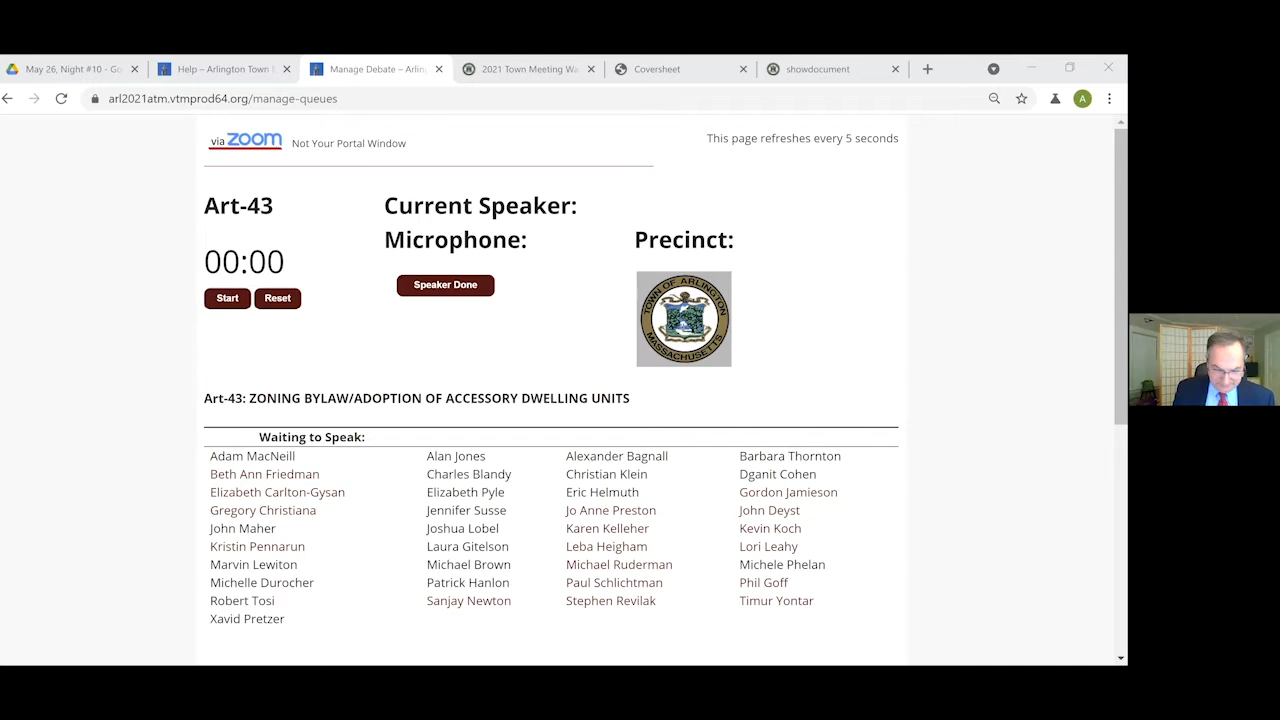 May 26, Night #10 - Go Help – Arlington Town Manage Debate – Arlin 2021 Town Meeting Wa Coversheet showdocument
arl2021atm.vtmprod64.org/manage-queues A
via zoom Not Your Portal Window This page refreshes every 5 seconds
Art-43 Current Speaker:
Microphone: Precinct:
00:00
Start Reset Speaker Done
TOWN OF ARLINGTON MASSACHUSETTS
Art-43: ZONING BYLAW/ADOPTION OF ACCESSORY DWELLING UNITS
Waiting to Speak:
Adam MacNeill Alan Jones Alexander Bagnall Barbara Thornton
Beth Ann Friedman Charles Blandy Christian Klein Dganit Cohen
Elizabeth Carlton-Gysan Elizabeth Pyle Eric Helmuth Gordon Jamieson
Gregory Christiana Jennifer Susse Jo Anne Preston John Deyst
John Maher Joshua Lobel Karen Kelleher Kevin Koch
Kristin Pennarun Laura Gitelson Leba Heigham Lori Leahy
Marvin Lewiton Michael Brown Michael Ruderman Michele Phelan
Michelle Durocher Patrick Hanlon Paul Schlichtman Phil Goff
Robert Tosi Sanjay Newton Stephen Revilak Timur Yontar
Xavid Pretzer